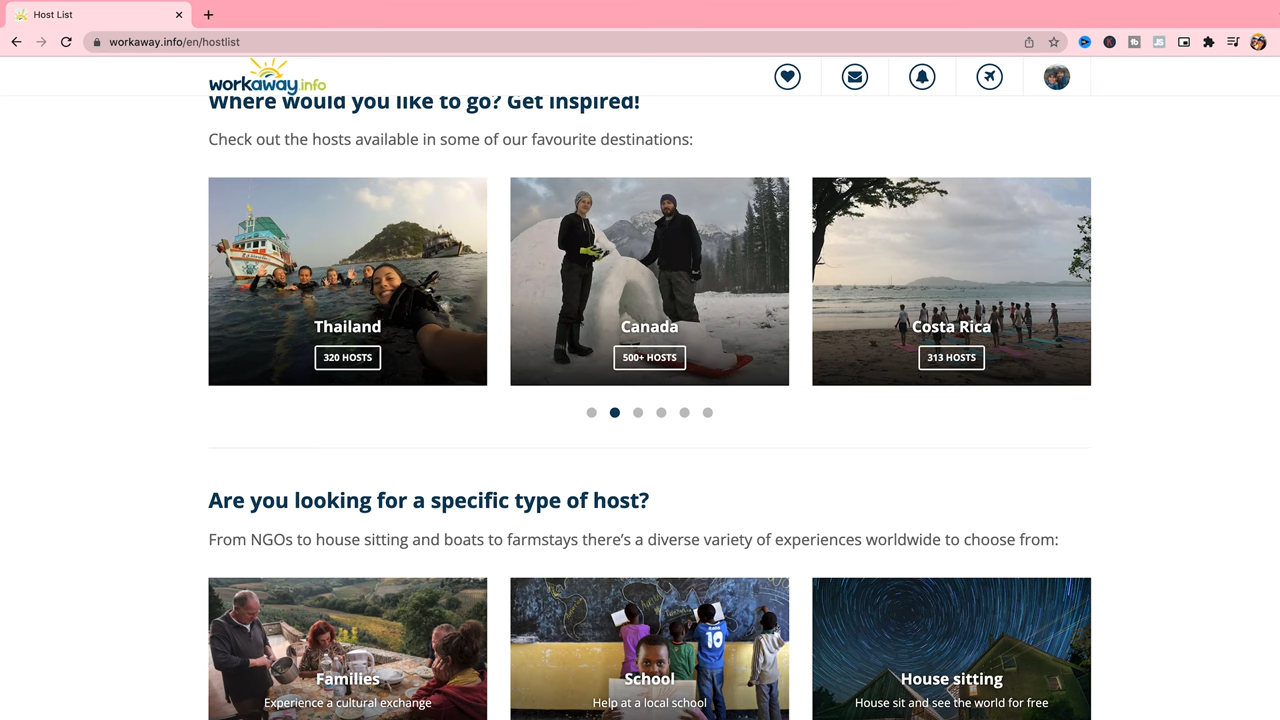 Host List
workaway.info/en/hostlist
workaway.info
Where would you like to go? Get inspired!
Check out the hosts available in some of our favourite destinations:
Thailand
320 HOSTS
Canada
500+ HOSTS
Costa Rica
313 HOSTS
Are you looking for a specific type of host?
From NGOs to house sitting and boats to farmstays there's a diverse variety of experiences worldwide to choose from:
Families
Experience a cultural exchange
School
Help at a local school
House sitting
House sit and see the world for free
10